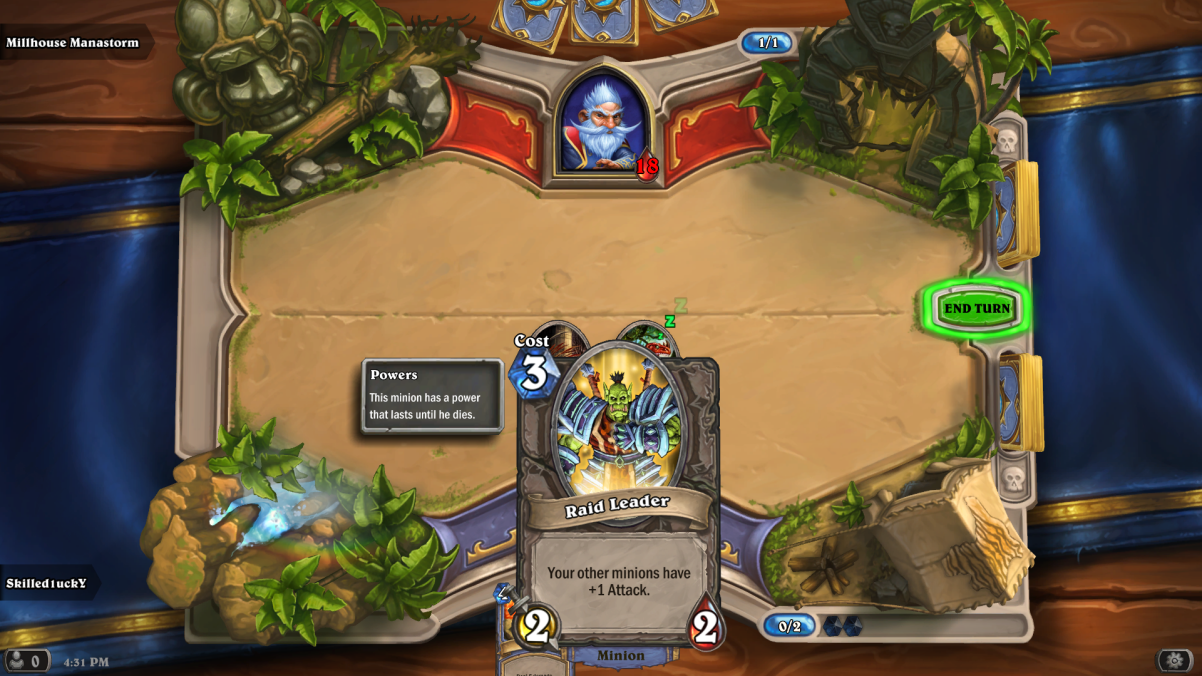 Millhouse Manastorm
1/1
18
END TURN
z
z
Cost
3
Powers
This minion has a power
that lasts until he dies.
Raid Leader
Your other minions have
+1 Attack.
2
2
Minion
Skilled1uckY
0/2
0
4:31 PM